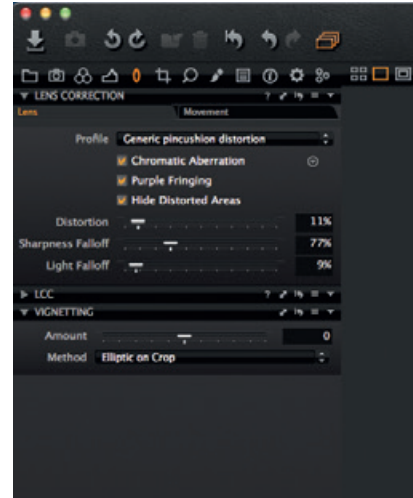 LENS CORRECTION
Lens Movement
Profile Generic pincushion distortion
Chromatic Aberration
Purple Fringing
Hide Distorted Areas
Distortion 11%
Sharpness Falloff 77%
Light Falloff 9%
LCC
VIGNETTING
Amount 0
Method Elliptic on Crop